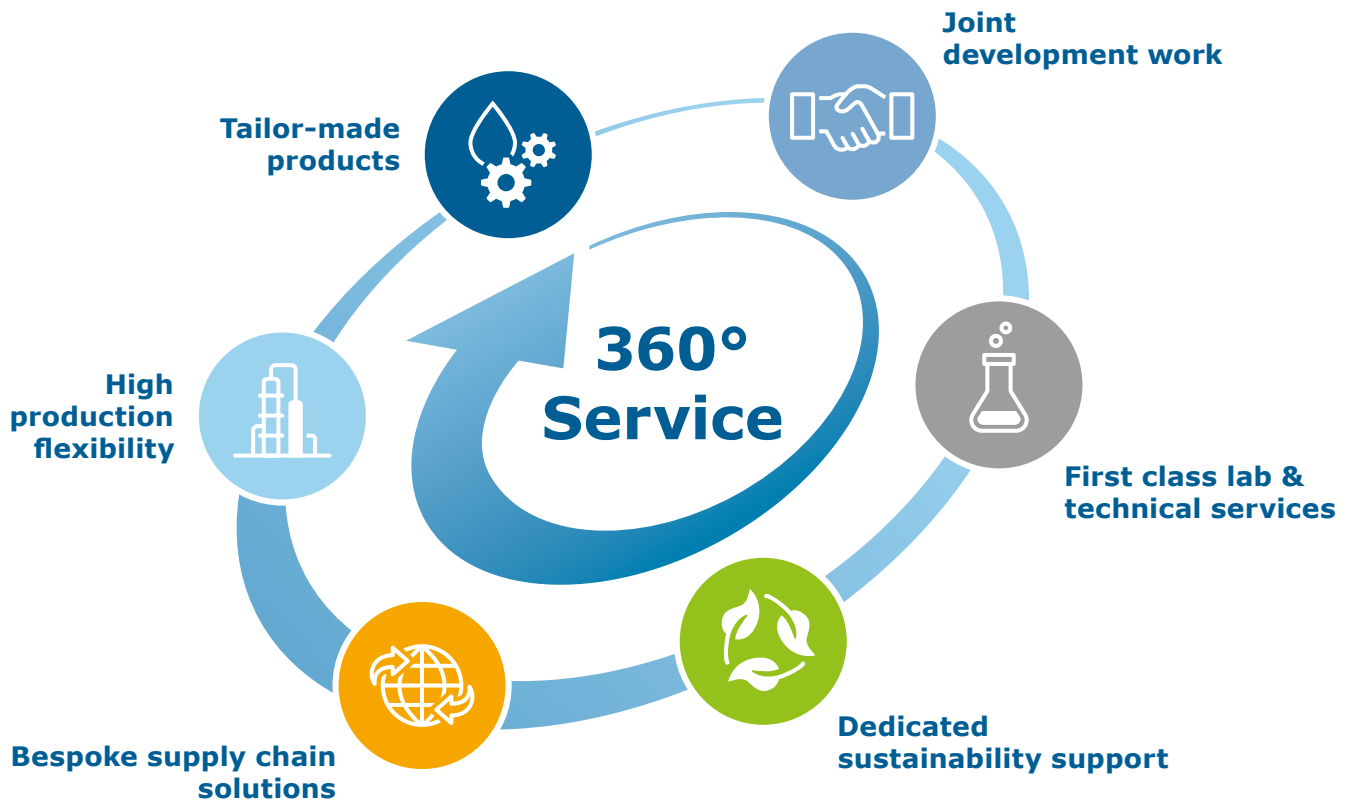 Joint
development work
Tailor-made
products
360°
Service
High
production
flexibility
First class lab &
technical services
Dedicated
sustainability support
Bespoke supply chain
solutions